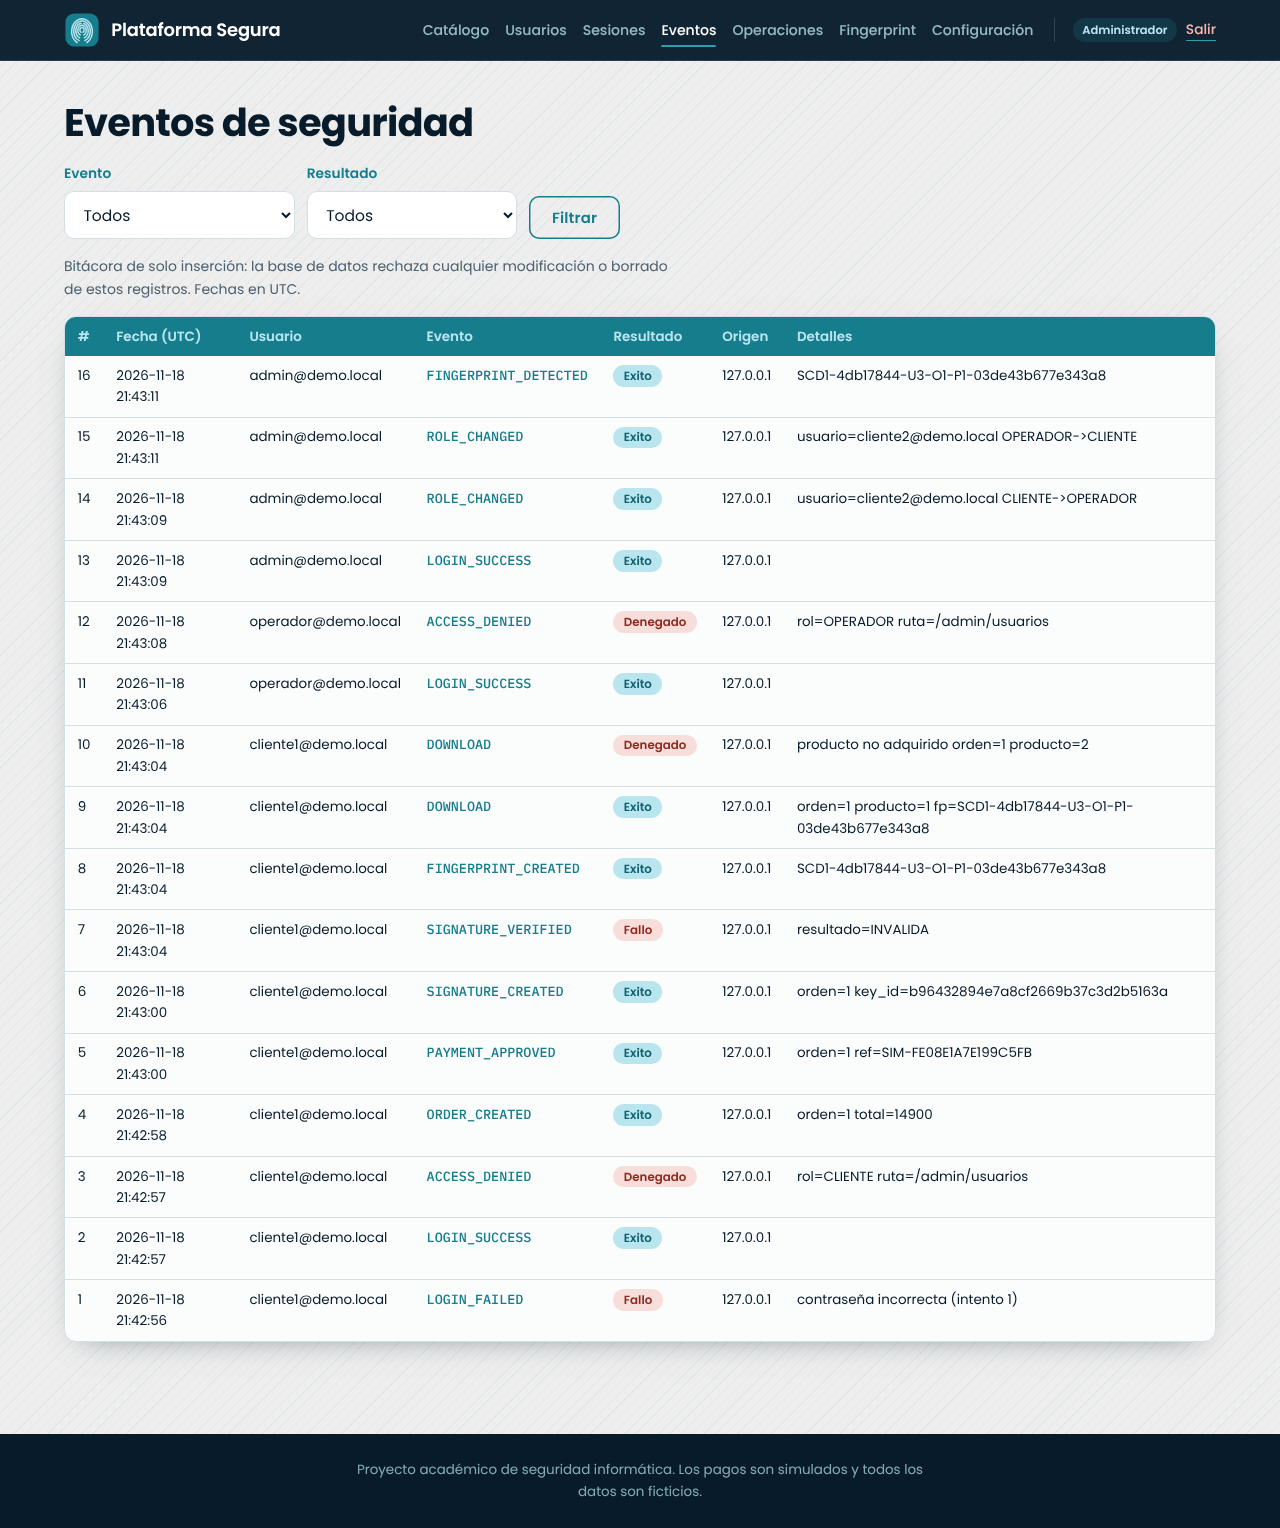 Plataforma Segura
Catálogo Usuarios Sesiones Eventos Operaciones Fingerprint Configuración Administrador Salir
Eventos de seguridad
Evento Resultado
Todos Todos Filtrar
Bitácora de solo inserción: la base de datos rechaza cualquier modificación o borrado
de estos registros. Fechas en UTC.
# Fecha (UTC) Usuario Evento Resultado Origen Detalles
16 2026-11-18 admin@demo.local FINGERPRINT_DETECTED Exito 127.0.0.1 SCD1-4db17844-U3-O1-P1-03de43b677e343a8
21:43:11
15 2026-11-18 admin@demo.local ROLE_CHANGED Exito 127.0.0.1 usuario=cliente2@demo.local OPERADOR->CLIENTE
21:43:11
14 2026-11-18 admin@demo.local ROLE_CHANGED Exito 127.0.0.1 usuario=cliente2@demo.local CLIENTE->OPERADOR
21:43:09
13 2026-11-18 admin@demo.local LOGIN_SUCCESS Exito 127.0.0.1
21:43:09
12 2026-11-18 operador@demo.local ACCESS_DENIED Denegado 127.0.0.1 rol=OPERADOR ruta=/admin/usuarios
21:43:08
11 2026-11-18 operador@demo.local LOGIN_SUCCESS Exito 127.0.0.1
21:43:06
10 2026-11-18 cliente1@demo.local DOWNLOAD Denegado 127.0.0.1 producto no adquirido orden=1 producto=2
21:43:04
9 2026-11-18 cliente1@demo.local DOWNLOAD Exito 127.0.0.1 orden=1 producto=1 fp=SCD1-4db17844-U3-O1-P1-
21:43:04 03de43b677e343a8
8 2026-11-18 cliente1@demo.local FINGERPRINT_CREATED Exito 127.0.0.1 SCD1-4db17844-U3-O1-P1-03de43b677e343a8
21:43:04
7 2026-11-18 cliente1@demo.local SIGNATURE_VERIFIED Fallo 127.0.0.1 resultado=INVALIDA
21:43:04
6 2026-11-18 cliente1@demo.local SIGNATURE_CREATED Exito 127.0.0.1 orden=1 key_id=b96432894e7a8cf2669b37c3d2b5163a
21:43:00
5 2026-11-18 cliente1@demo.local PAYMENT_APPROVED Exito 127.0.0.1 orden=1 ref=SIM-FE08E1A7E199C5FB
21:43:00
4 2026-11-18 cliente1@demo.local ORDER_CREATED Exito 127.0.0.1 orden=1 total=14900
21:42:58
3 2026-11-18 cliente1@demo.local ACCESS_DENIED Denegado 127.0.0.1 rol=CLIENTE ruta=/admin/usuarios
21:42:57
2 2026-11-18 cliente1@demo.local LOGIN_SUCCESS Exito 127.0.0.1
21:42:57
1 2026-11-18 cliente1@demo.local LOGIN_FAILED Fallo 127.0.0.1 contraseña incorrecta (intento 1)
21:42:56
Proyecto académico de seguridad informática. Los pagos son simulados y todos los
datos son ficticios.